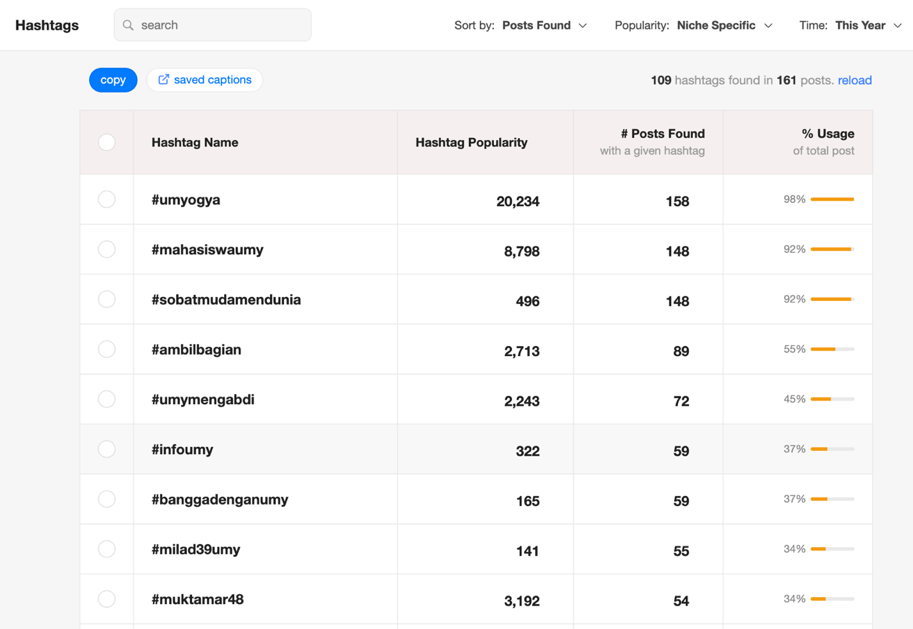 Hashtags search Sort by: Posts Found Popularity: Niche Specific Time: This Year
copy saved captions 109 hashtags found in 161 posts. reload
Hashtag Name Hashtag Popularity # Posts Found with a given hashtag % Usage of total post
#umyogya 20,234 158 98%
#mahasiswaumy 8,798 148 92%
#sobatmudamendunia 496 148 92%
#ambilbagian 2,713 89 55%
#umymengabdi 2,243 72 45%
#infoumy 322 59 37%
#banggadenganumy 165 59 37%
#milad39umy 141 55 34%
#muktamar48 3,192 54 34%